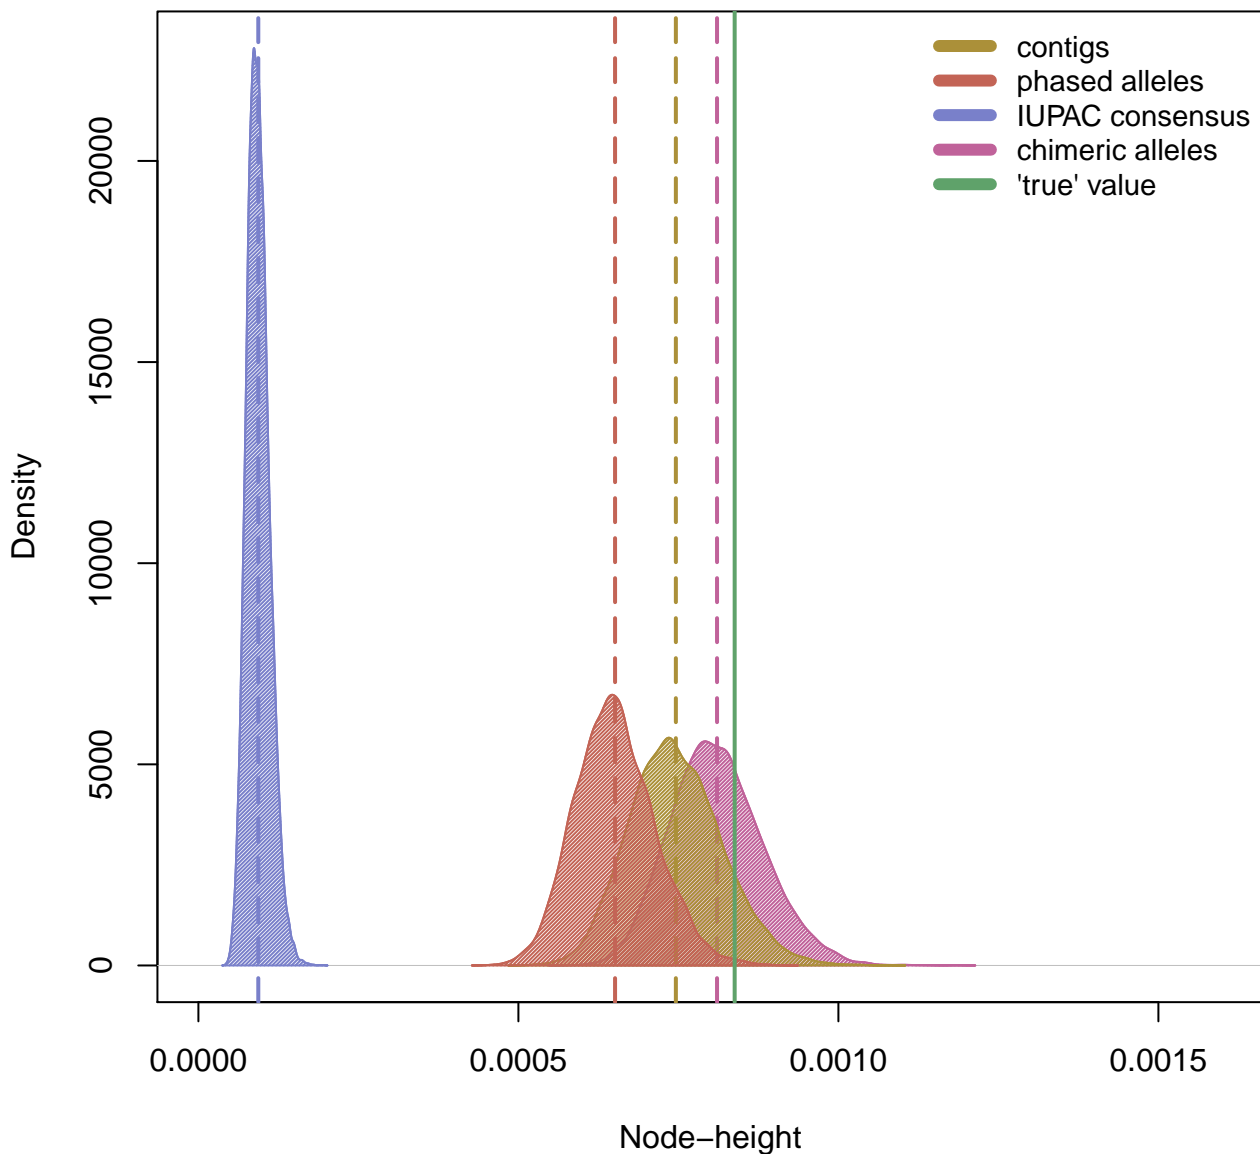 contigs
phased alleles
IUPAC consensus
chimeric alleles
'true' value
Density
20000
15000
10000
5000
0
0.0000
0.0005
0.0010
0.0015
Node−height